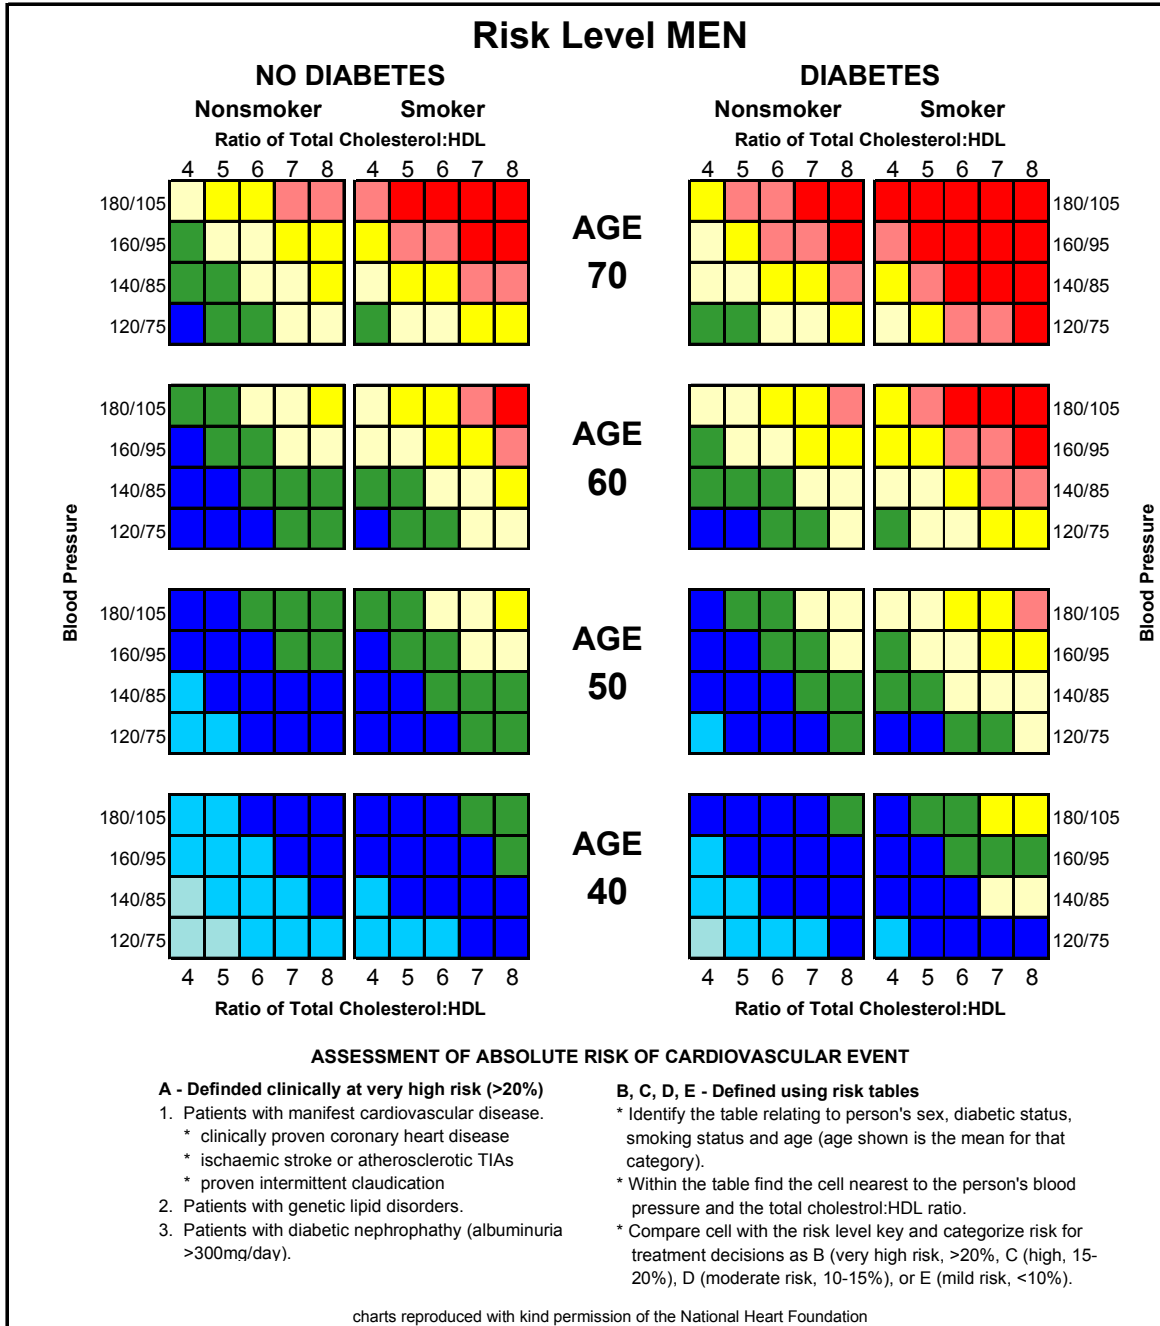 Risk Level MEN
NO DIABETES DIABETES
Nonsmoker Smoker Nonsmoker Smoker
Ratio of Total Cholesterol:HDL Ratio of Total Cholesterol:HDL
4 5 6 7 8 4 5 6 7 8 4 5 6 7 8 4 5 6 7 8
180/105 180/105
160/95 AGE 160/95
140/85 70 140/85
120/75 120/75
180/105 180/105
160/95 AGE 160/95
140/85 60 140/85
120/75 120/75
Blood Pressure Blood Pressure
180/105 180/105
160/95 AGE 160/95
140/85 50 140/85
120/75 120/75
180/105 180/105
160/95 AGE 160/95
140/85 40 140/85
120/75 120/75
4 5 6 7 8 4 5 6 7 8 4 5 6 7 8 4 5 6 7 8
Ratio of Total Cholesterol:HDL Ratio of Total Cholesterol:HDL
ASSESSMENT OF ABSOLUTE RISK OF CARDIOVASCULAR EVENT
A - Definded clinically at very high risk (>20%)
1. Patients with manifest cardiovascular disease.
* clinically proven coronary heart disease
* ischaemic stroke or atherosclerotic TIAs
* proven intermittent claudication
2. Patients with genetic lipid disorders.
3. Patients with diabetic nephrophathy (albuminuria
>300mg/day).
B, C, D, E - Defined using risk tables
* Identify the table relating to person's sex, diabetic status,
smoking status and age (age shown is the mean for that
category).
* Within the table find the cell nearest to the person's blood
pressure and the total cholestrol:HDL ratio.
* Compare cell with the risk level key and categorize risk for
treatment decisions as B (very high risk, >20%, C (high, 15-
20%), D (moderate risk, 10-15%), or E (mild risk, <10%).
charts reproduced with kind permission of the National Heart Foundation